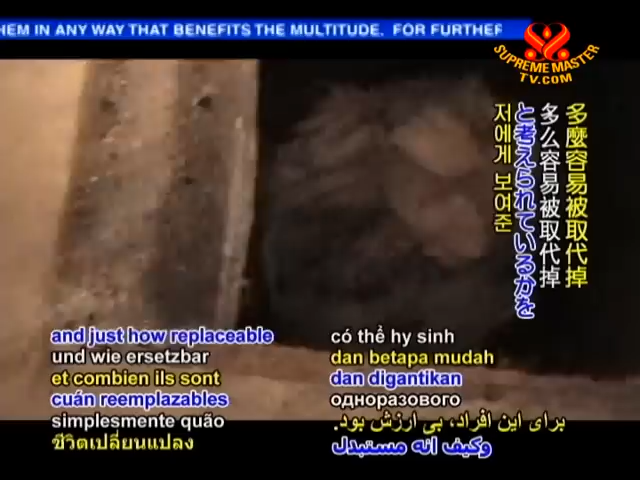 HEM IN ANY WAY THAT BENEFITS THE MULTITUDE. FOR FURTHER
SUPREME MASTER
TV.COM
多麼容易被取代掉
多么容易被取代掉
と考えられているかを
저에게 보여준
and just how replaceable
und wie ersetzbar
et combien ils sont
cuán reemplazables
simplesmente quão
ชีวิตเปลี่ยนแปลง
có thể hy sinh
dan betapa mudah
dan digantikan
одноразового
برای این افراد، بی ارزش بود.
وكيف انه مستبدل